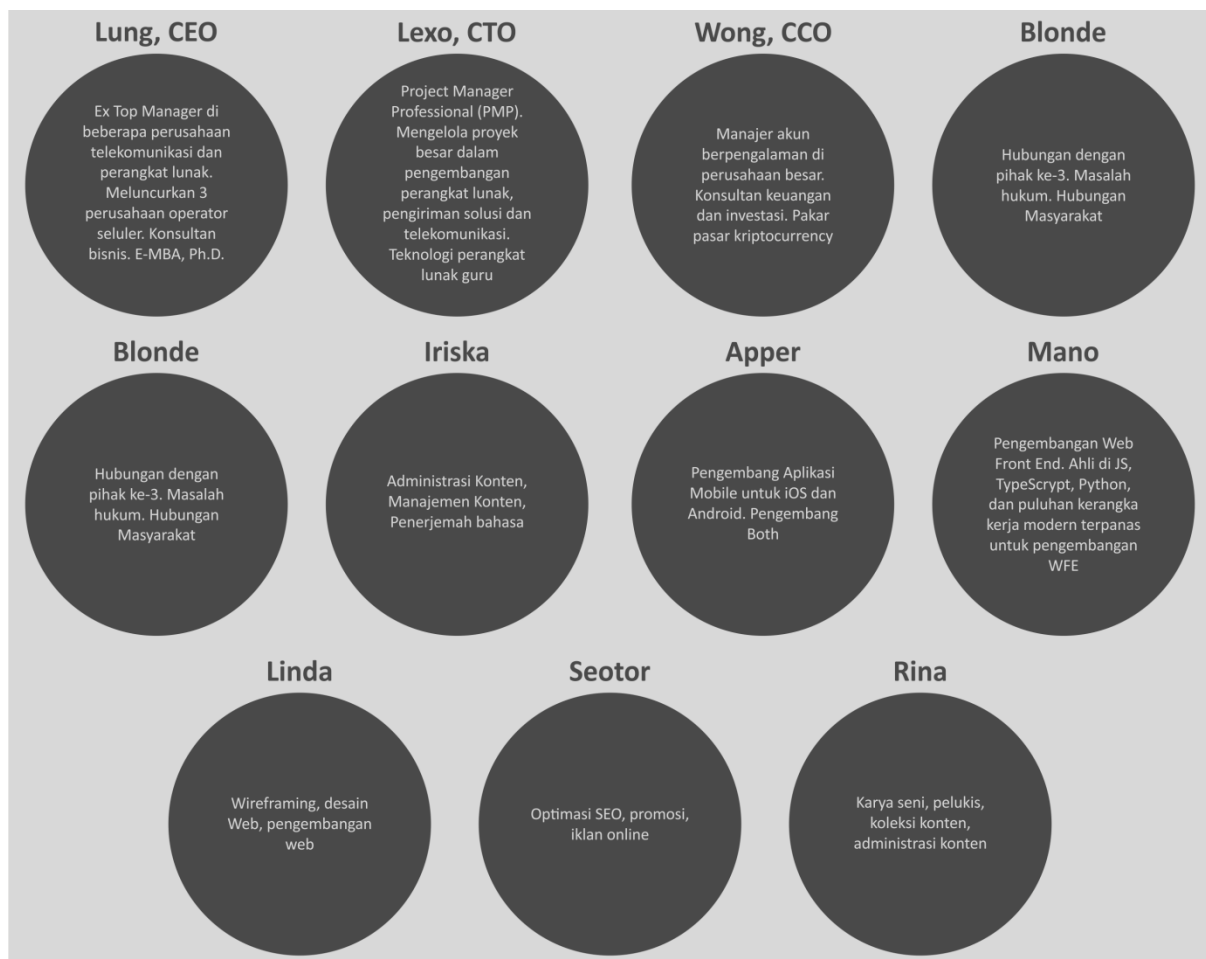 Lung, CEO
Ex Top Manager di
beberapa perusahaan
telekomunikasi dan
perangkat lunak.
Meluncurkan 3
perusahaan operator
seluler. Konsultan
bisnis. E-MBA, Ph.D.
Lexo, CTO
Project Manager
Professional (PMP).
Mengelola proyek
besar dalam
pengembangan
perangkat lunak,
pengiriman solusi dan
telekomunikasi.
Teknologi perangkat
lunak guru
Wong, CCO
Manajer akun
berpengalaman di
perusahaan besar.
Konsultan keuangan
dan investasi. Pakar
pasar kriptocurrency
Blonde
Hubungan dengan
pihak ke-3. Masalah
hukum. Hubungan
Masyarakat
Blonde
Hubungan dengan
pihak ke-3. Masalah
hukum. Hubungan
Masyarakat
Iriska
Administrasi Konten,
Manajemen Konten,
Penerjemah bahasa
Apper
Pengembang Aplikasi
Mobile untuk iOS dan
Android. Pengembang
Both
Mano
Pengembangan Web
Front End. Ahli di JS,
TypeScrypt, Python,
dan puluhan kerangka
kerja modern terpanas
untuk pengembangan
WFE
Linda
Wireframing, desain
Web, pengembangan
web
Seotor
Optimasi SEO, promosi,
iklan online
Rina
Karya seni, pelukis,
koleksi konten,
administrasi konten